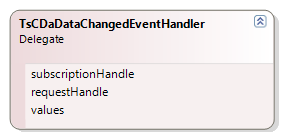 TsCDaDataChangedEventHandler
Delegate
subscriptionHandle
requestHandle
values